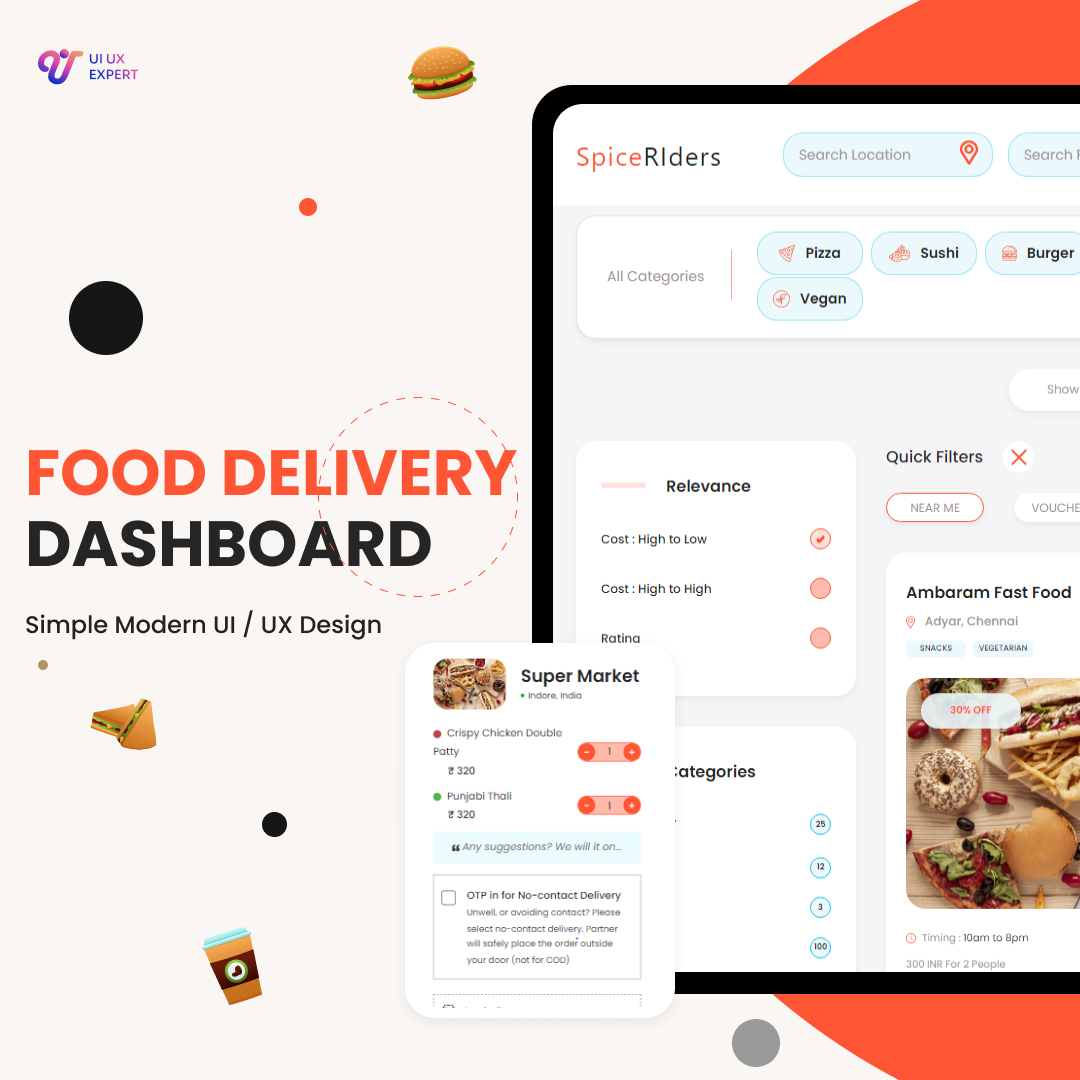 UI UX
EXPERT
FOOD DELIVERY
DASHBOARD
Simple Modern UI / UX Design
SpiceRIders
Search Location
Search
All Categories
Pizza
Sushi
Burger
Vegan
Show
Relevance
Cost : High to Low
Cost : High to High
Rating
Quick Filters
NEAR ME
Ambaram Fast Food
Adyar, Chennai
SNACKS
VEGETARIAN
30% OFF
Timing : 10am to 8pm
300 INR For 2 People
Categories
25
12
3
100
Super Market
Indore, India
Crispy Chicken Double
Patty
₹ 320
- 1 +
Punjabi Thali
₹ 320
- 1 +
“ Any suggestions? We will it on...
OTP in for No-contact Delivery
Unwell, or avoiding contact? Please
select no-contact delivery. Partner
will safely place the order outside
your door (not for COD)